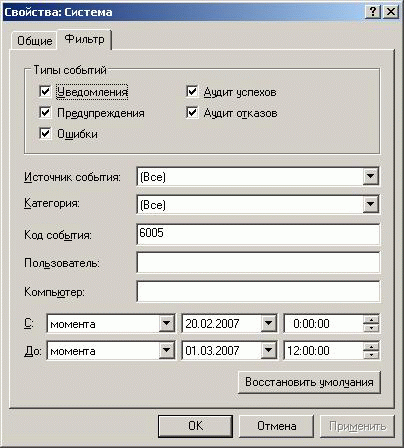 Свойства: Система
Общие
Фильтр
Типы событий
Уведомления
Аудит успехов
Предупреждения
Аудит отказов
Ошибки
Источник события: (Все)
Категория: (Все)
Код события: 6005
Пользователь:
Компьютер:
С: момента 20.02.2007 0:00:00
До: момента 01.03.2007 12:00:00
Восстановить умолчания
OK Отмена Применить